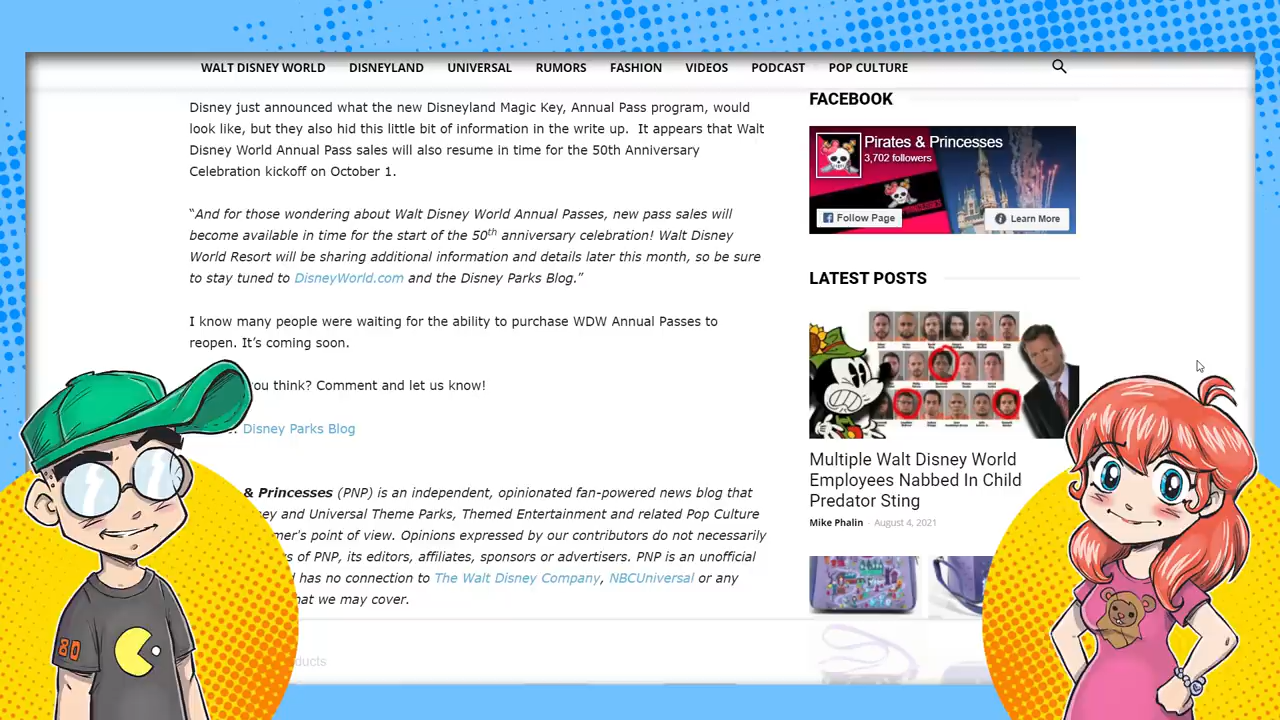 WALT DISNEY WORLD DISNEYLAND UNIVERSAL RUMORS FASHION VIDEOS PODCAST POP CULTURE
Disney just announced what the new Disneyland Magic Key, Annual Pass program, would
look like, but they also hid this little bit of information in the write up. It appears that Walt
Disney World Annual Pass sales will also resume in time for the 50th Anniversary
Celebration kickoff on October 1.
“And for those wondering about Walt Disney World Annual Passes, new pass sales will
become available in time for the start of the 50th anniversary celebration! Walt Disney
World Resort will be sharing additional information and details later this month, so be sure
to stay tuned to DisneyWorld.com and the Disney Parks Blog.”
I know many people were waiting for the ability to purchase WDW Annual Passes to
reopen. It’s coming soon.
you think? Comment and let us know!
Disney Parks Blog
& Princesses (PNP) is an independent, opinionated fan-powered news blog that
and Universal Theme Parks, Themed Entertainment and related Pop Culture
point of view. Opinions expressed by our contributors do not necessarily
of PNP, its editors, affiliates, sponsors or advertisers. PNP is an unofficial
has no connection to The Walt Disney Company, NBCUniversal or any
that we may cover.
FACEBOOK
Pirates & Princesses
3,702 followers
Follow Page
Learn More
LATEST POSTS
Multiple Walt Disney World
Employees Nabbed In Child
Predator Sting
Mike Phalin - August 4, 2021
80